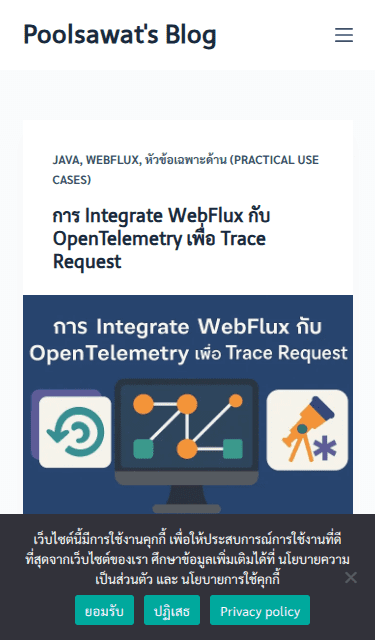 Poolsawat's Blog
JAVA, WEBFLUX, หัวข้อเฉพาะด้าน (PRACTICAL USE
CASES)
การ Integrate WebFlux กับ
OpenTelemetry เพื่อ Trace
Request
การ Integrate WebFlux กับ
OpenTelemetry เพื่อ Trace Request
เว็บไซต์นี้มีการใช้งานคุกกี้ เพื่อให้ประสบการณ์การใช้งานที่ดี
ที่สุดจากเว็บไซต์ของเรา ศึกษาข้อมูลเพิ่มเติมได้ที่ นโยบายความ
เป็นส่วนตัว และ นโยบายการใช้คุกกี้
ยอมรับ ปฏิเสธ Privacy policy